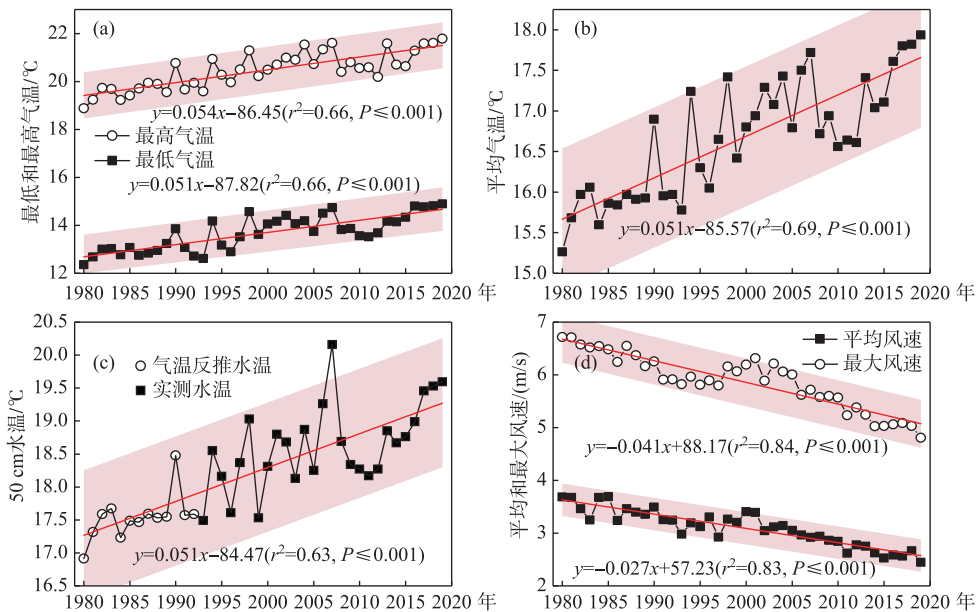 (a)
最低和最高气温/℃
22
20
18
16
14
12
y=0.054x−86.45(r²=0.66, P≤0.001)
最高气温
最低气温
y=0.051x−87.82(r²=0.66, P≤0.001)
1980 1985 1990 1995 2000 2005 2010 2015 2020 年
(b)
平均气温/℃
18.0
17.5
17.0
16.5
16.0
15.5
15.0
y=0.051x−85.57(r²=0.69, P≤0.001)
1980 1985 1990 1995 2000 2005 2010 2015 2020 年
(c)
50 cm水温/℃
20.5
20.0
19.5
19.0
18.5
18.0
17.5
17.0
16.5
气温反推水温
实测水温
y=0.051x−84.47(r²=0.63, P≤0.001)
1980 1985 1990 1995 2000 2005 2010 2015 2020 年
(d)
平均和最大风速/(m/s)
7
6
5
4
3
2
平均风速
最大风速
y=−0.041x+88.17(r²=0.84, P≤0.001)
y=−0.027x+57.23(r²=0.83, P≤0.001)
1980 1985 1990 1995 2000 2005 2010 2015 2020 年